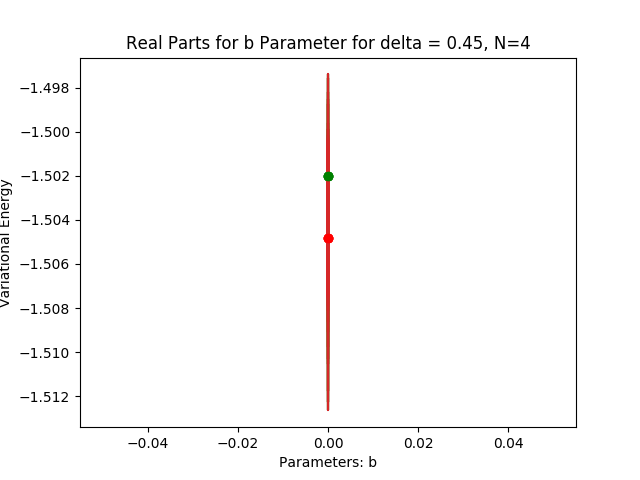 Real Parts for b Parameter for delta = 0.45, N=4
Variational Energy
−1.498
−1.500
−1.502
−1.504
−1.506
−1.508
−1.510
−1.512
−0.04 −0.02 0.00 0.02 0.04
Parameters: b